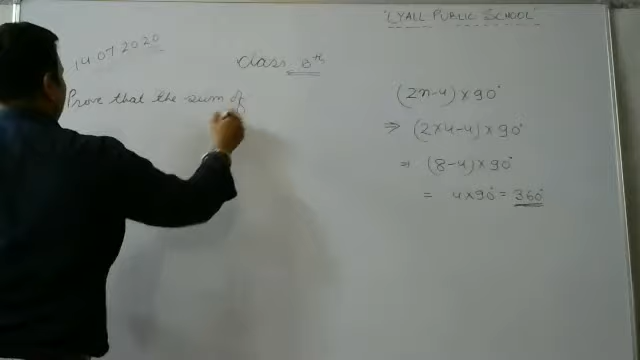 "LYALL PUBLIC SCHOOL"
14.07.2020
Class 8th
Prove that the sum of
(2n-4) × 90°
⇒ (2×4-4) × 90°
⇒ (8-4) × 90°
= 4×90° = 360°